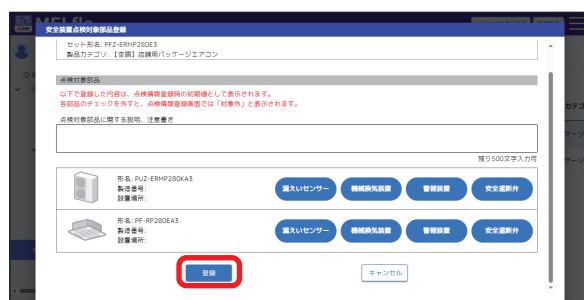 MELflo
安全装置点検対象部品登録
セット形名: PFZ-ERMP280E3
製品カテゴリ:【空調】店舗用パッケージエアコン
点検対象部品
以下で登録した内容は、点検情報登録時の初期値として表示されます。
各部品のチェックを外すと、点検情報登録画面では「対象外」と表示されます。
点検対象部品に関する説明、注意書き
残り500文字入力可
形名: PUZ-ERMP280KA3
製造番号:
設置場所:
漏えいセンサー 機械換気装置 警報装置 安全遮断弁
形名: PF-RP280EA3
製造番号:
設置場所:
漏えいセンサー 機械換気装置 警報装置 安全遮断弁
登録 キャンセル